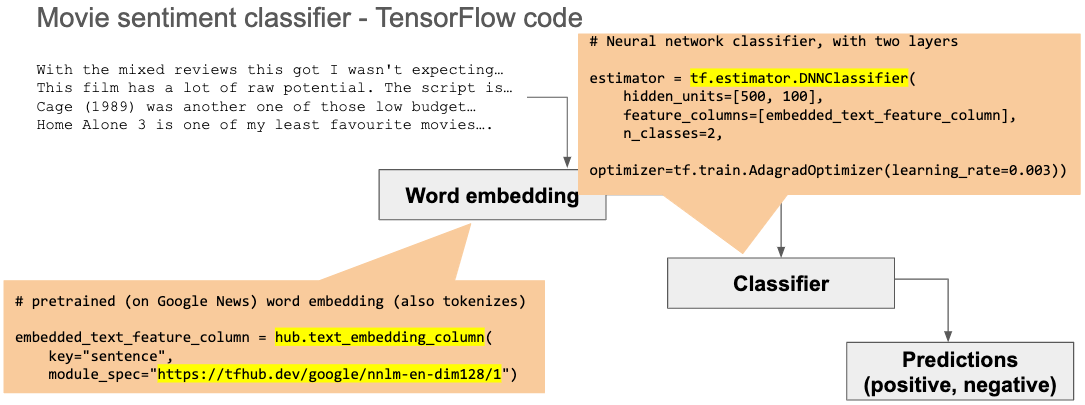 Movie sentiment classifier - TensorFlow code
With the mixed reviews this got I wasn't expecting…
This film has a lot of raw potential. The script is…
Cage (1989) was another one of those low budget…
Home Alone 3 is one of my least favourite movies….
# Neural network classifier, with two layers
estimator = tf.estimator.DNNClassifier(
    hidden_units=[500, 100],
    feature_columns=[embedded_text_feature_column],
    n_classes=2,
optimizer=tf.train.AdagradOptimizer(learning_rate=0.003))
Word embedding
Classifier
# pretrained (on Google News) word embedding (also tokenizes)
embedded_text_feature_column = hub.text_embedding_column(
    key="sentence",
    module_spec="https://tfhub.dev/google/nnlm-en-dim128/1")
Predictions
(positive, negative)